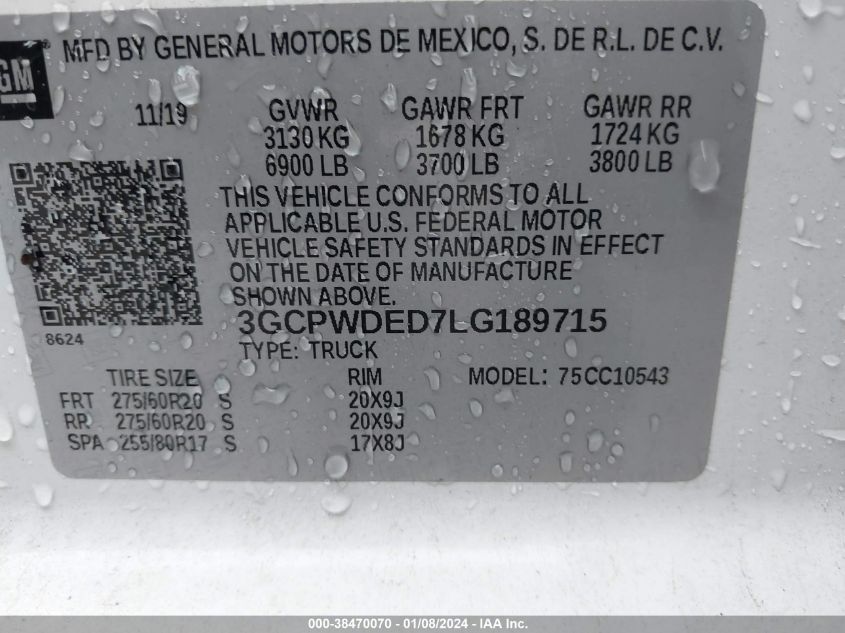 GM
MFD BY GENERAL MOTORS DE MEXICO, S. DE R.L. DE C.V.
11/19 GVWR GAWR FRT GAWR RR
3130 KG 1678 KG 1724 KG
6900 LB 3700 LB 3800 LB
THIS VEHICLE CONFORMS TO ALL
APPLICABLE U.S. FEDERAL MOTOR
VEHICLE SAFETY STANDARDS IN EFFECT
ON THE DATE OF MANUFACTURE
SHOWN ABOVE.
8624 3GCPWDED7LG189715
TYPE: TRUCK
TIRE SIZE RIM MODEL: 75CC10543
FRT 275/60R20 S 20X9J
RR 275/60R20 S 20X9J
SPA 255/80R17 S 17X8J
000-38470070 - 01/08/2024 - IAA Inc.